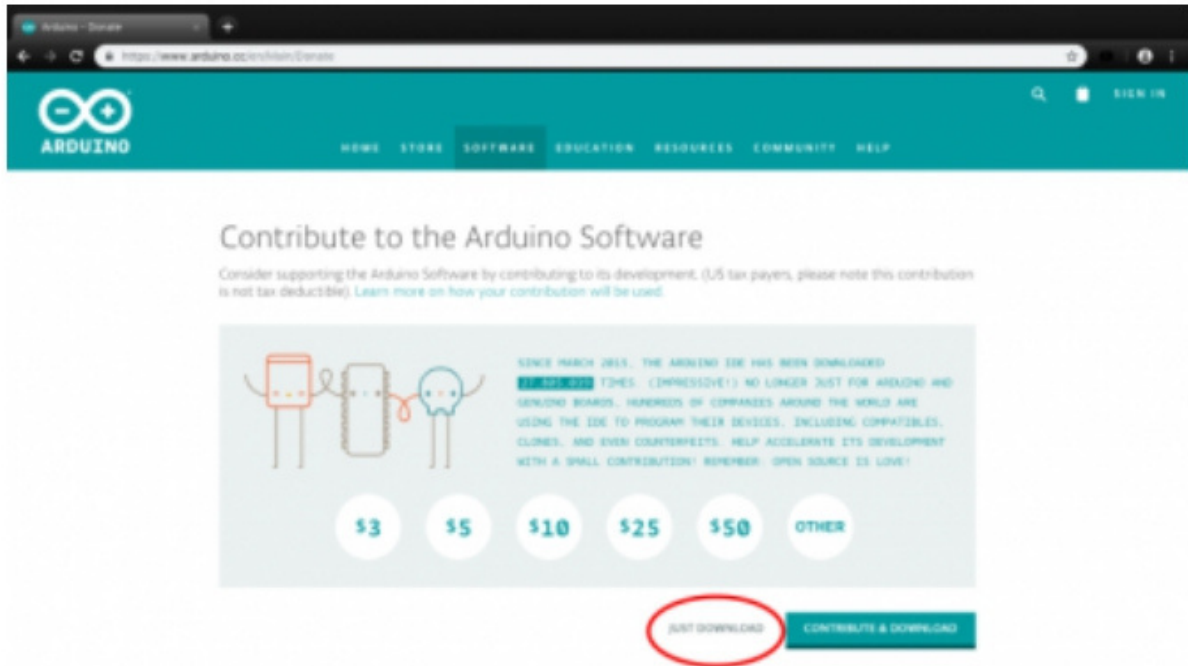 Arduino - Donate
https://www.arduino.cc/en/Main/Donate
SIGN IN
ARDUINO
HOME STORE SOFTWARE EDUCATION RESOURCES COMMUNITY HELP
Contribute to the Arduino Software
Consider supporting the Arduino Software by contributing to its development. (US tax payers, please note this contribution
is not tax deductible). Learn more on how your contribution will be used.
SINCE MARCH 2015, THE ARDUINO IDE HAS BEEN DOWNLOADED
TIMES. (IMPRESSIVE!) NO LONGER JUST FOR ARDUINO AND
GENUINO BOARDS, HUNDREDS OF COMPANIES AROUND THE WORLD ARE
USING THE IDE TO PROGRAM THEIR DEVICES, INCLUDING COMPATIBLES,
CLONES, AND EVEN COUNTERFEITS. HELP ACCELERATE ITS DEVELOPMENT
WITH A SMALL CONTRIBUTION! REMEMBER: OPEN SOURCE IS LOVE!
$3 $5 $10 $25 $50 OTHER
JUST DOWNLOAD CONTRIBUTE & DOWNLOAD